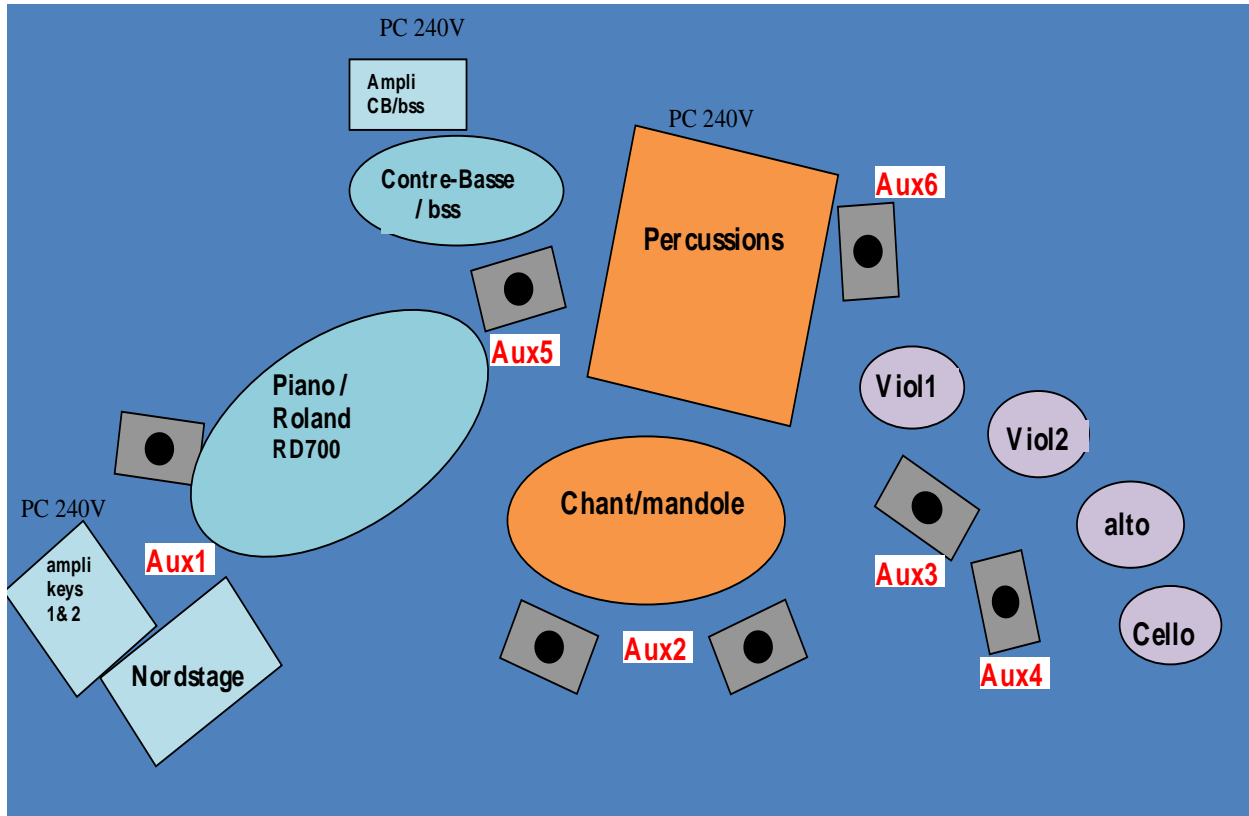 PC 240V
Ampli
CB/bss
Contre-Basse
/ bss
PC 240V
Percussions
Aux6
Aux5
Piano /
Roland
RD700
Viol1
Viol2
Chant/mandole
alto
PC 240V
Aux1
ampli
keys
1& 2
Aux3
Aux2
Cello
Aux4
Nordstage